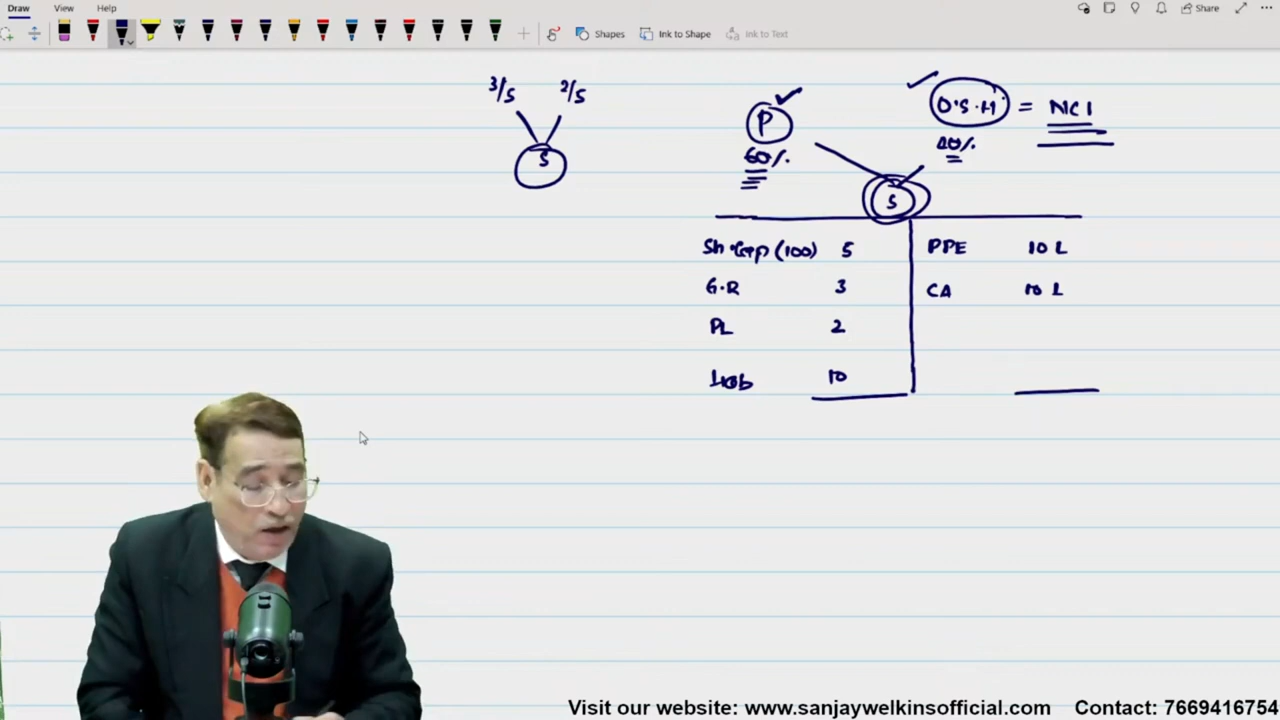 Draw View Help
Share
Shapes Ink to Shape Ink to Text
3/5 2/5
S
P O.S.H = NCI
60% 40%
S
Sh Cap (100) 5 PPE 10 L
G.R 3 CA 10 L
PL 2
Liab 10
Visit our website: www.sanjaywelkinsofficial.com Contact: 7669416754